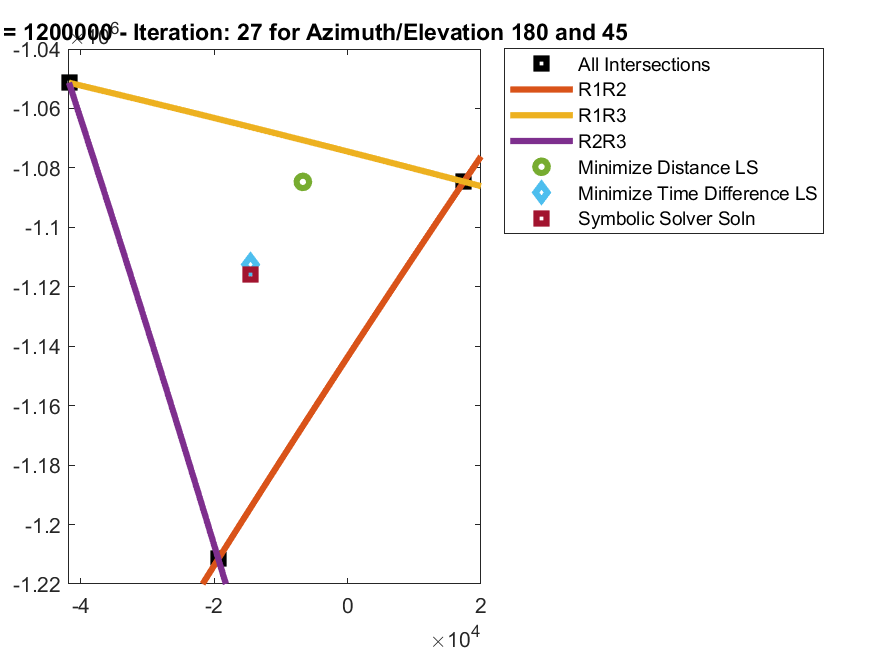 = 1200000 - Iteration: 27 for Azimuth/Elevation 180 and 45
×10^6
-1.04
-1.06
-1.08
-1.1
-1.12
-1.14
-1.16
-1.18
-1.2
-1.22
-4
-2
0
2
×10^4
All Intersections
R1R2
R1R3
R2R3
Minimize Distance LS
Minimize Time Difference LS
Symbolic Solver Soln